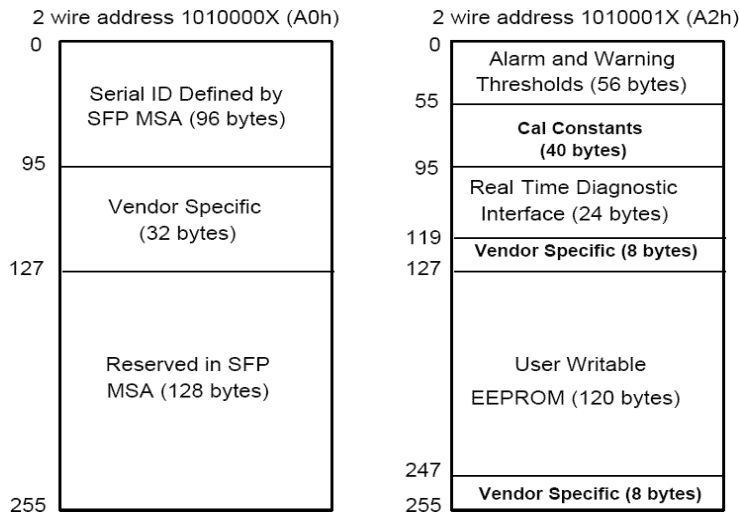 2 wire address 1010000X (A0h)
0
Serial ID Defined by
SFP MSA (96 bytes)
95
Vendor Specific
(32 bytes)
127
Reserved in SFP
MSA (128 bytes)
255
2 wire address 1010001X (A2h)
0
Alarm and Warning
Thresholds (56 bytes)
55
Cal Constants
(40 bytes)
95
Real Time Diagnostic
Interface (24 bytes)
119
Vendor Specific (8 bytes)
127
User Writable
EEPROM (120 bytes)
247
Vendor Specific (8 bytes)
255